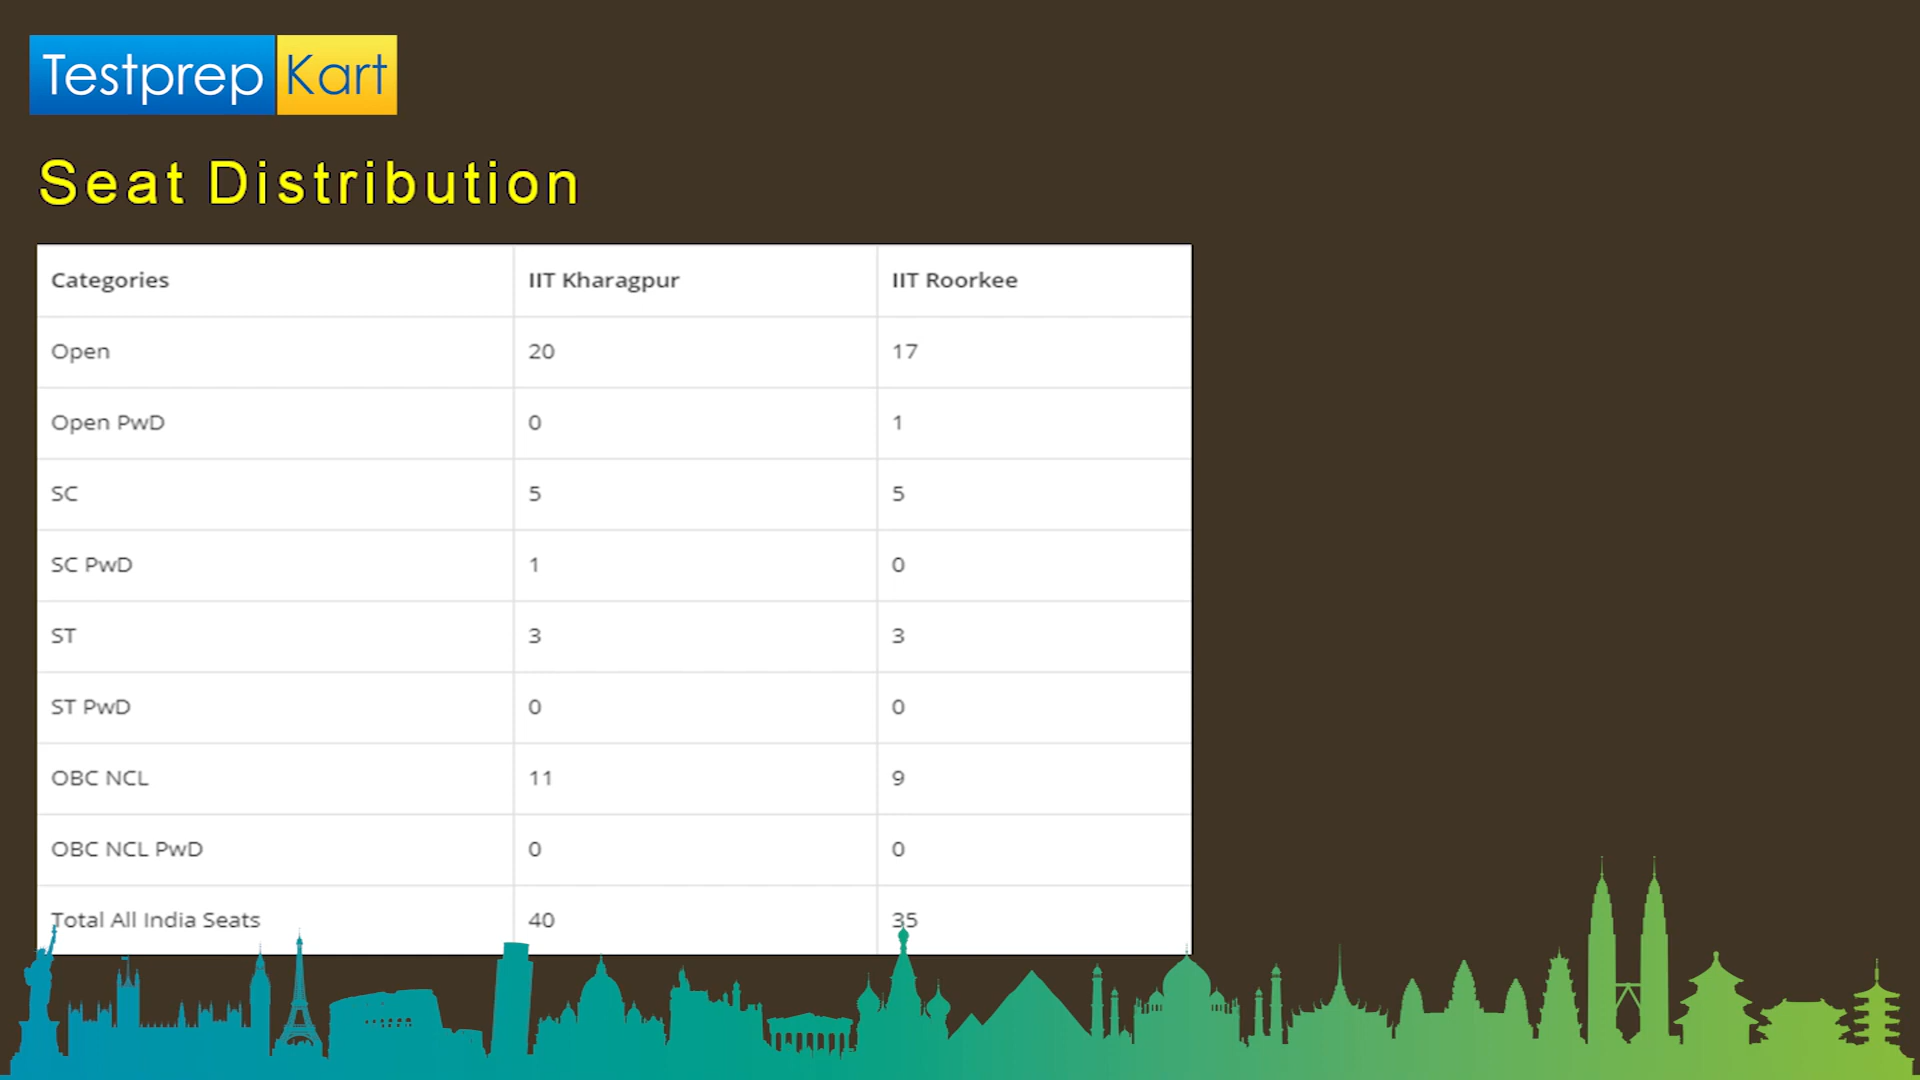 Testprep Kart
Seat Distribution
Categories IIT Kharagpur IIT Roorkee
Open 20 17
Open PwD 0 1
SC 5 5
SC PwD 1 0
ST 3 3
ST PwD 0 0
OBC NCL 11 9
OBC NCL PwD 0 0
Total All India Seats 40 35